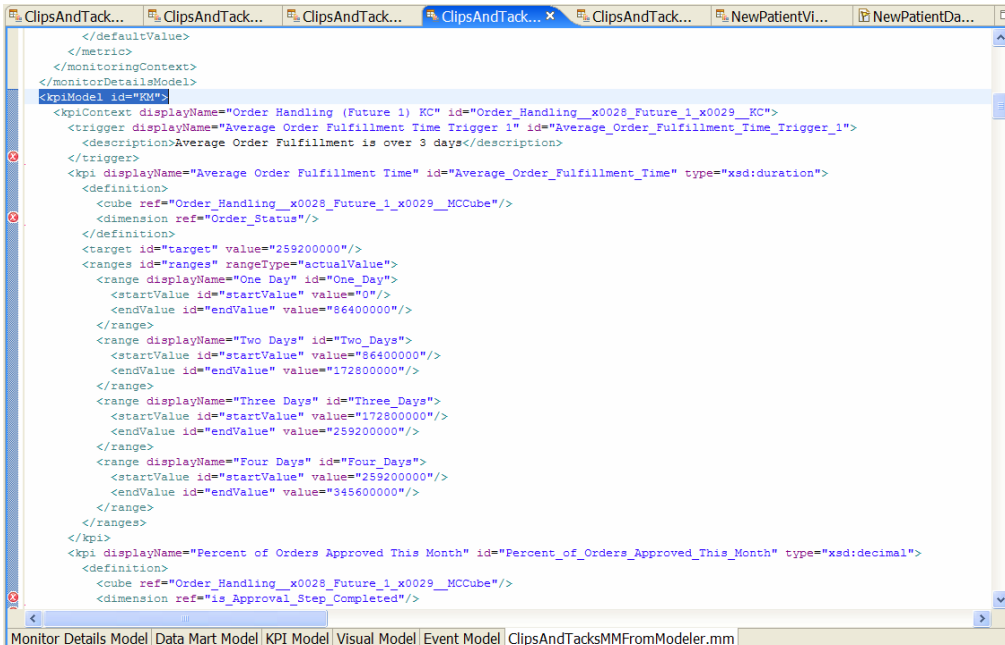 ClipsAndTack... ClipsAndTack... ClipsAndTack... ClipsAndTack... × ClipsAndTack... NewPatientVi... NewPatientDa...
</defaultValue>
</metric>
</monitoringContext>
</monitorDetailsModel>
<kpiModel id="KM">
<kpiContext displayName="Order Handling (Future 1) KC" id="Order_Handling__x0028_Future_1_x0029__KC">
<trigger displayName="Average Order Fulfillment Time Trigger 1" id="Average_Order_Fulfillment_Time_Trigger_1">
<description>Average Order Fulfillment is over 3 days</description>
</trigger>
<kpi displayName="Average Order Fulfillment Time" id="Average_Order_Fulfillment_Time" type="xsd:duration">
<definition>
<cube ref="Order_Handling__x0028_Future_1_x0029__MCCube"/>
<dimension ref="Order_Status"/>
</definition>
<target id="target" value="259200000"/>
<ranges id="ranges" rangeType="actualValue">
<range displayName="One Day" id="One_Day">
<startValue id="startValue" value="0"/>
<endValue id="endValue" value="86400000"/>
</range>
<range displayName="Two Days" id="Two_Days">
<startValue id="startValue" value="86400000"/>
<endValue id="endValue" value="172800000"/>
</range>
<range displayName="Three Days" id="Three_Days">
<startValue id="startValue" value="172800000"/>
<endValue id="endValue" value="259200000"/>
</range>
<range displayName="Four Days" id="Four_Days">
<startValue id="startValue" value="259200000"/>
<endValue id="endValue" value="345600000"/>
</range>
</ranges>
</kpi>
<kpi displayName="Percent of Orders Approved This Month" id="Percent_of_Orders_Approved_This_Month" type="xsd:decimal">
<definition>
<cube ref="Order_Handling__x0028_Future_1_x0029__MCCube"/>
<dimension ref="is_Approval_Step_Completed"/>
Monitor Details Model Data Mart Model KPI Model Visual Model Event Model ClipsAndTacksMMFromModeler.mm